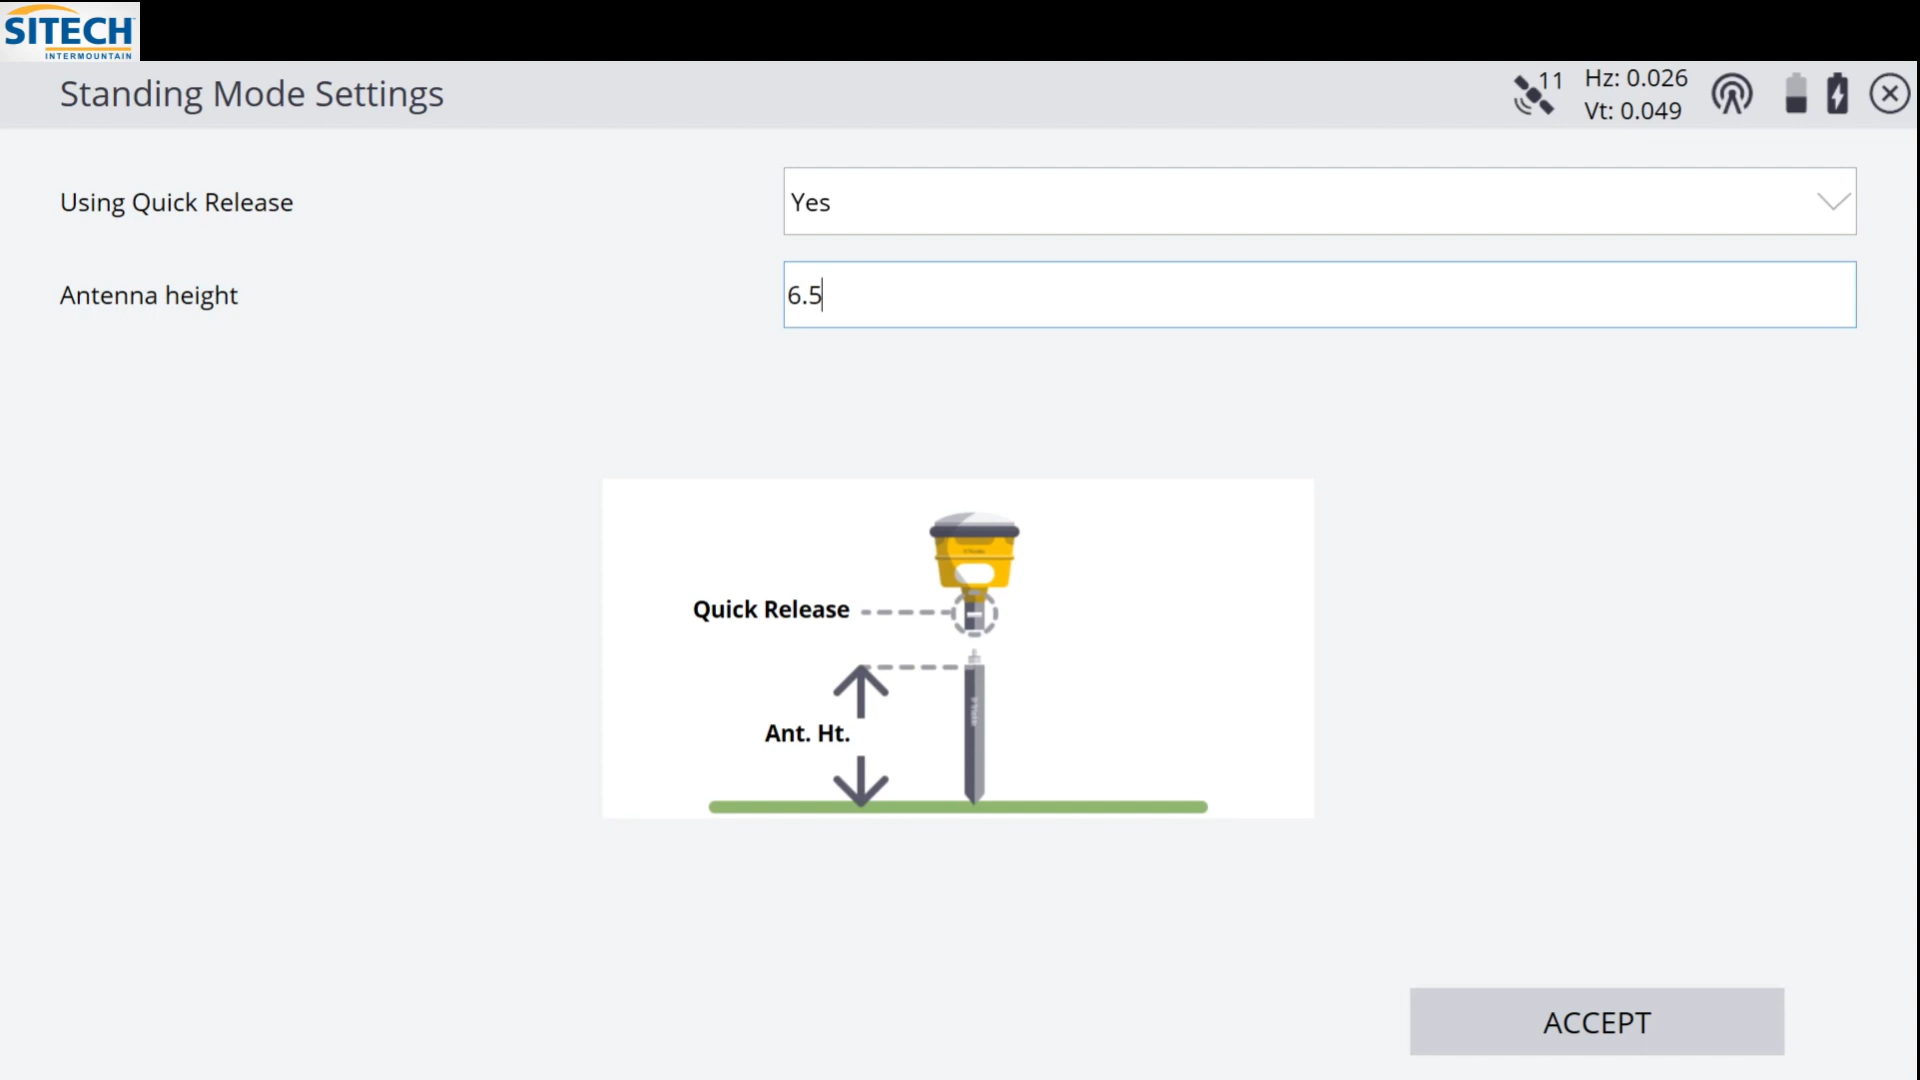 SITECH
INTERMOUNTAIN
Standing Mode Settings
11
Hz: 0.026
Vt: 0.049
Using Quick Release
Yes
Antenna height
6.5
Quick Release
Ant. Ht.
ACCEPT